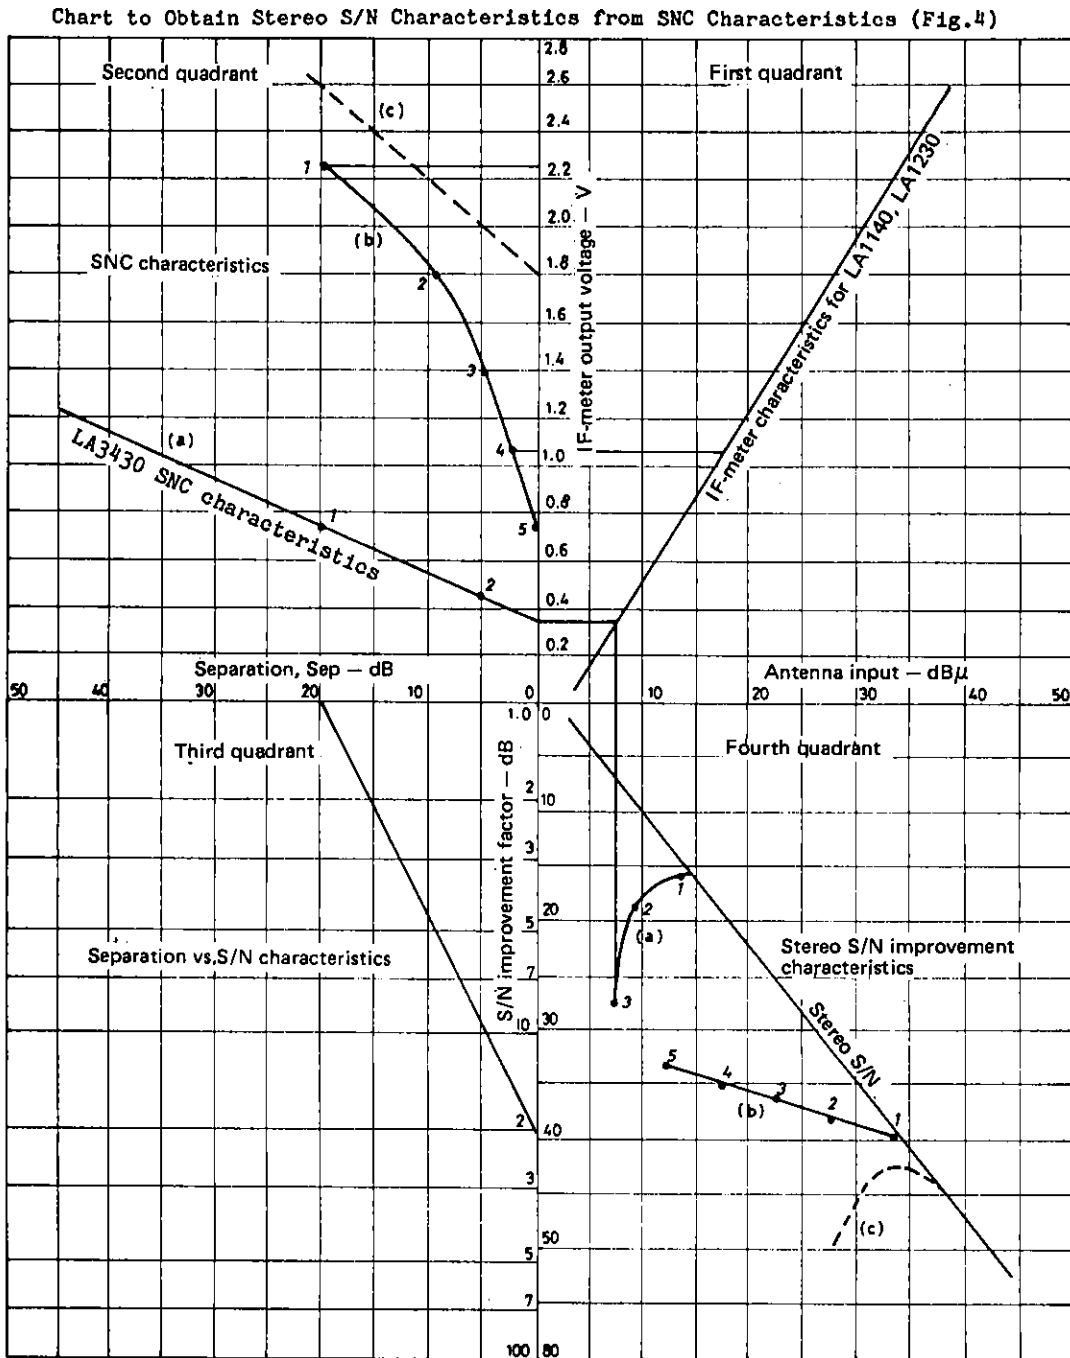 Chart to Obtain Stereo S/N Characteristics from SNC Characteristics (Fig.4)
Second quadrant
First quadrant
2.8
2.6
2.4
2.2
2.0
1.8
1.6
1.4
1.2
1.0
0.8
0.6
0.4
0.2
IF-meter output voltage – V
(c)
1
(b)
SNC characteristics
2
3
4
5
IF-meter characteristics for LA1140, LA1230
(a)
LA3430 SNC characteristics
1
2
Separation, Sep – dB
Antenna input – dBμ
50 40 30 20 10 0 10 20 30 40 50
1.0 0
Third quadrant
Fourth quadrant
S/N improvement factor – dB
2 10
3
5 20
7
10 30
2 40
3
5 50
7
100 80
1
2
(a)
3
Separation vs,S/N characteristics
Stereo S/N improvement
characteristics
Stereo S/N
5
4
3
2
1
(b)
(c)